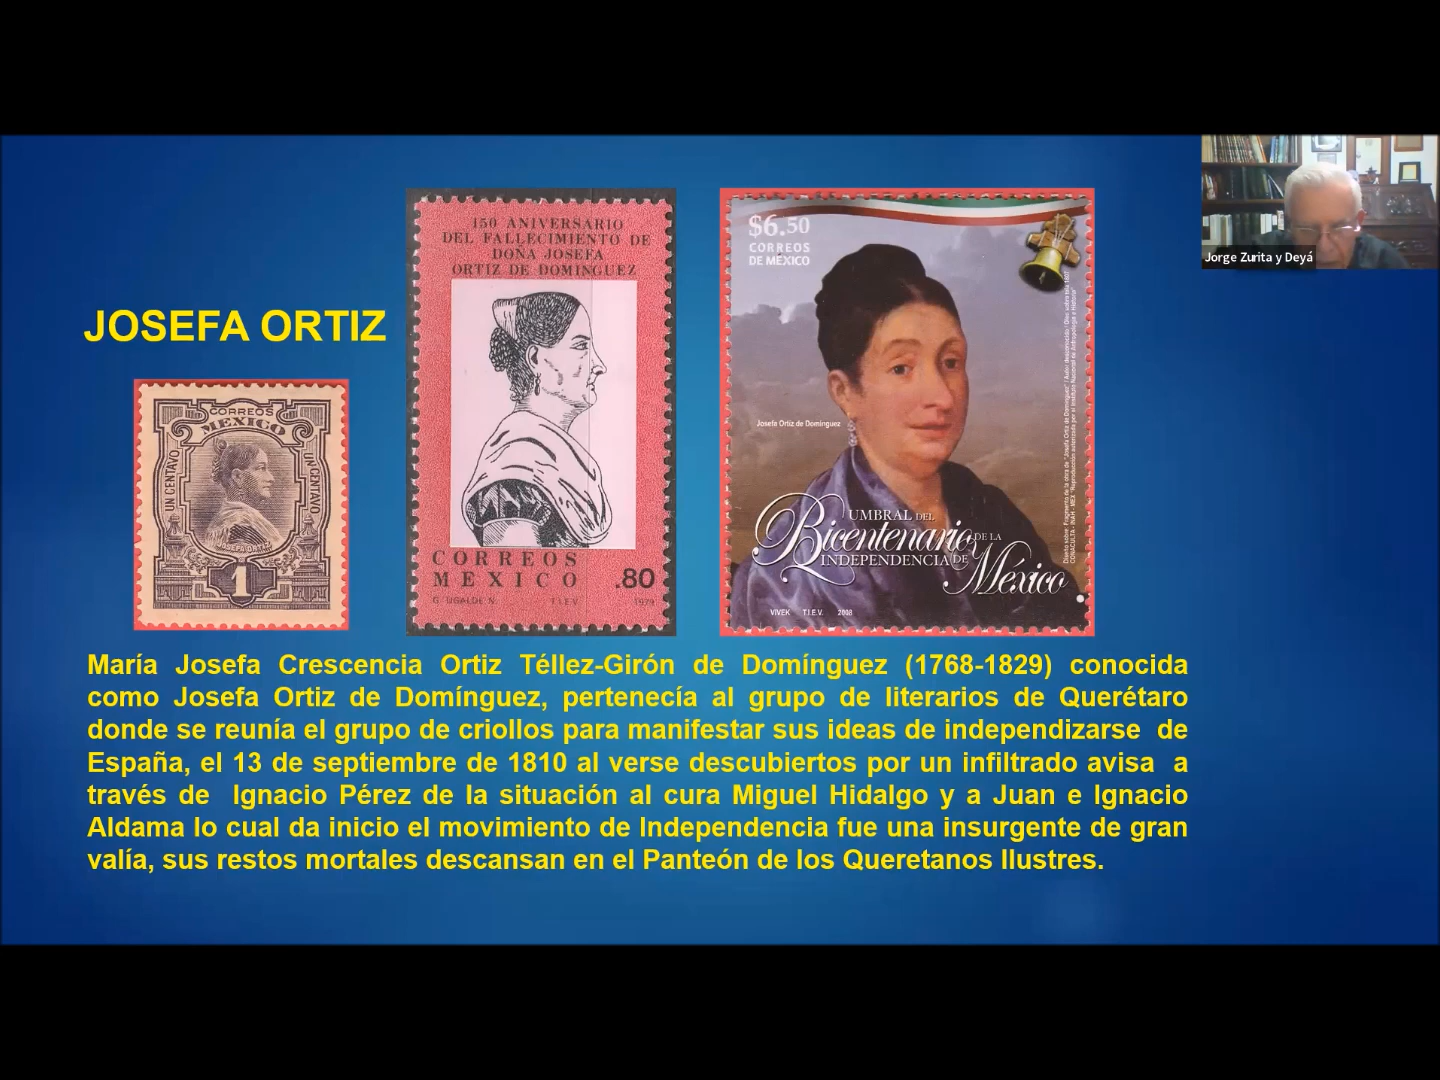 JOSEFA ORTIZ
CORREOS
MEXICO
UN CENTAVO
UN CENTAVO
JOSEFA ORTIZ
1
150 ANIVERSARIO
DEL FALLECIMIENTO DE
DOÑA JOSEFA
ORTIZ DE DOMINGUEZ
CORREOS
MEXICO
.80
T.I.E.V.
1979
$6.50
CORREOS
DE MÉXICO
Josefa Ortiz de Domínguez
UMBRAL DEL
Bicentenario DE LA
INDEPENDENCIA DE
México
VIVEK T.I.E.V. 2008
Jorge Zurita y Deyá
María Josefa Crescencia Ortiz Téllez-Girón de Domínguez (1768-1829) conocida
como Josefa Ortiz de Domínguez, pertenecía al grupo de literarios de Querétaro
donde se reunía el grupo de criollos para manifestar sus ideas de independizarse de
España, el 13 de septiembre de 1810 al verse descubiertos por un infiltrado avisa a
través de Ignacio Pérez de la situación al cura Miguel Hidalgo y a Juan e Ignacio
Aldama lo cual da inicio el movimiento de Independencia fue una insurgente de gran
valía, sus restos mortales descansan en el Panteón de los Queretanos Ilustres.